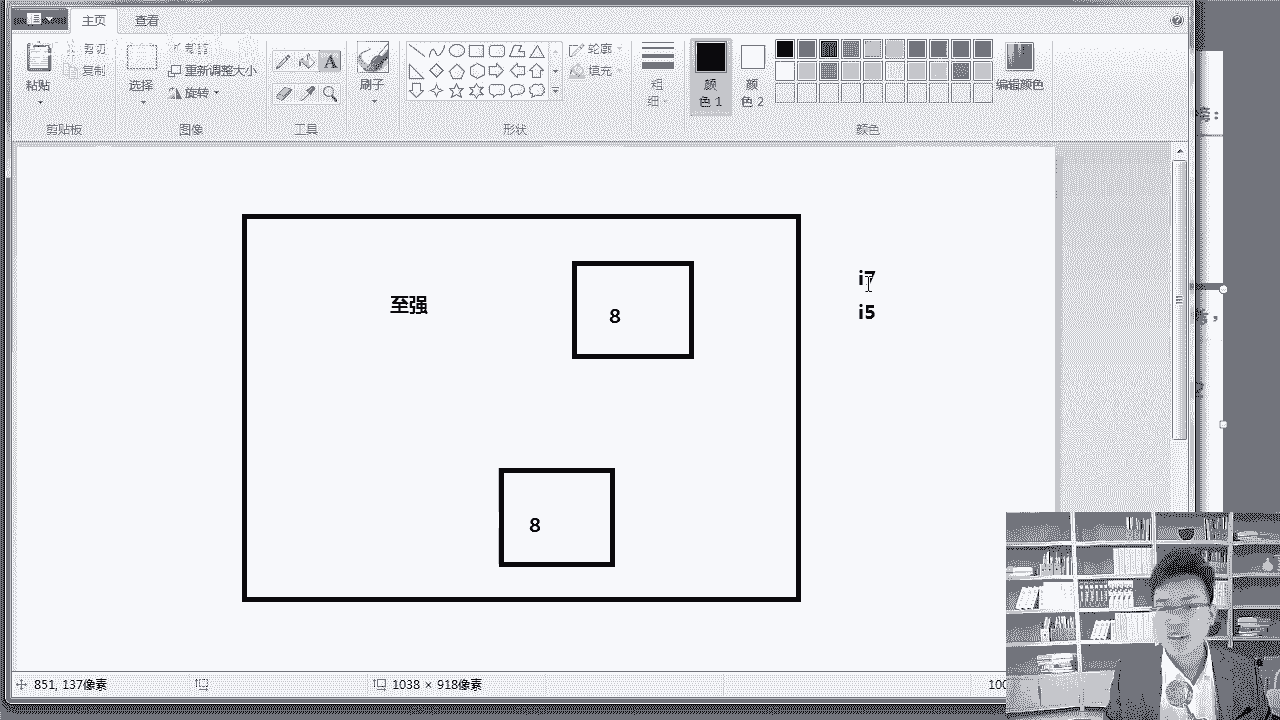 主页 查看
粘贴
剪切
复制
剪贴板
选择
裁剪
重新调整大小
旋转
图像
A
工具
刷子
形状
轮廓
填充
粗
细
颜
色 1
颜
色 2
编辑颜色
颜色
至强
8
i7
i5
8
851, 137像素
1038 × 918像素
100